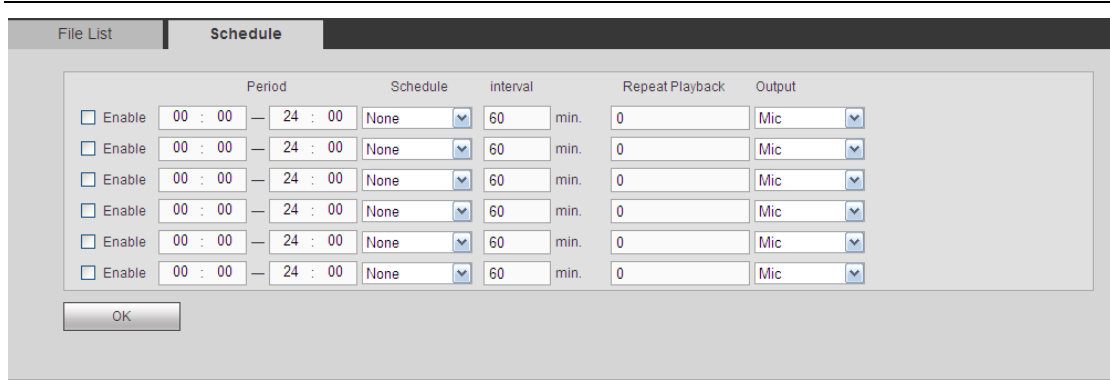 File List Schedule
Period Schedule interval Repeat Playback Output
Enable 00 : 00 — 24 : 00 None 60 min. 0 Mic
Enable 00 : 00 — 24 : 00 None 60 min. 0 Mic
Enable 00 : 00 — 24 : 00 None 60 min. 0 Mic
Enable 00 : 00 — 24 : 00 None 60 min. 0 Mic
Enable 00 : 00 — 24 : 00 None 60 min. 0 Mic
Enable 00 : 00 — 24 : 00 None 60 min. 0 Mic
OK